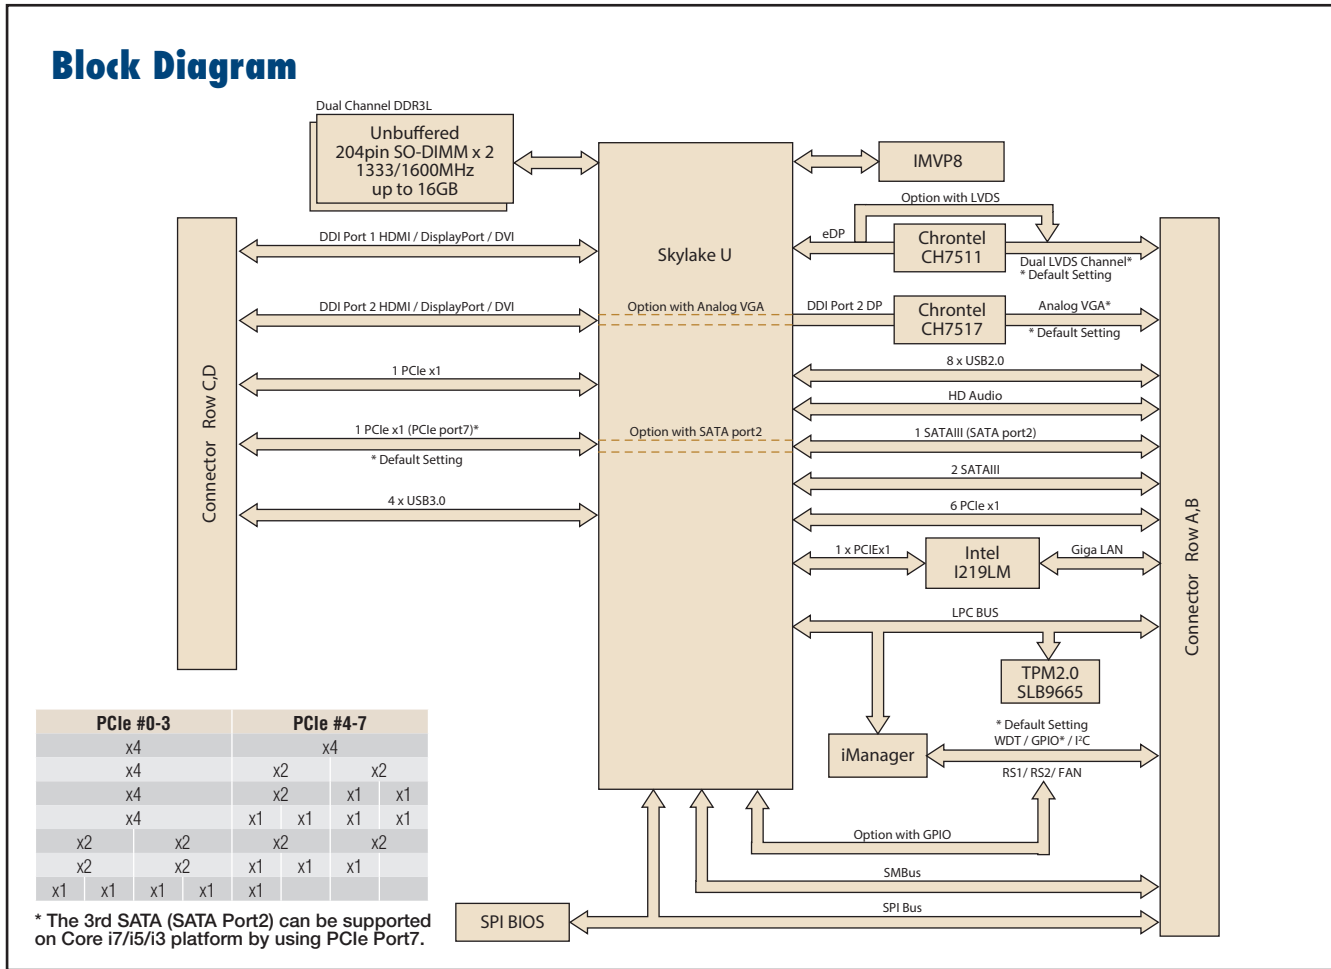 Block Diagram
Dual Channel DDR3L
Unbuffered
204pin SO-DIMM x 2
1333/1600MHz
up to 16GB
IMVP8
Option with LVDS
eDP
Chrontel
CH7511
Dual LVDS Channel*
* Default Setting
Skylake U
DDI Port 1 HDMI / DisplayPort / DVI
DDI Port 2 HDMI / DisplayPort / DVI
Option with Analog VGA
DDI Port 2 DP
Chrontel
CH7517
Analog VGA*
* Default Setting
1 PCIe x1
8 x USB2.0
HD Audio
1 PCIe x1 (PCIe port7)*
* Default Setting
Option with SATA port2
1 SATAIII (SATA port2)
2 SATAIII
4 x USB3.0
6 PCIe x1
Connector Row C,D
Connector Row A,B
1 x PCIEx1
Intel
I219LM
Giga LAN
LPC BUS
TPM2.0
SLB9665
* Default Setting
WDT / GPIO* / I²C
iManager
RS1/ RS2/ FAN
Option with GPIO
SMBus
SPI Bus
SPI BIOS
PCIe #0-3 PCIe #4-7
x4 x4
x4 x2 x2
x4 x2 x1 x1
x4 x1 x1 x1 x1
x2 x2 x2 x2
x2 x2 x1 x1 x1
x1 x1 x1 x1 x1
* The 3rd SATA (SATA Port2) can be supported
on Core i7/i5/i3 platform by using PCIe Port7.